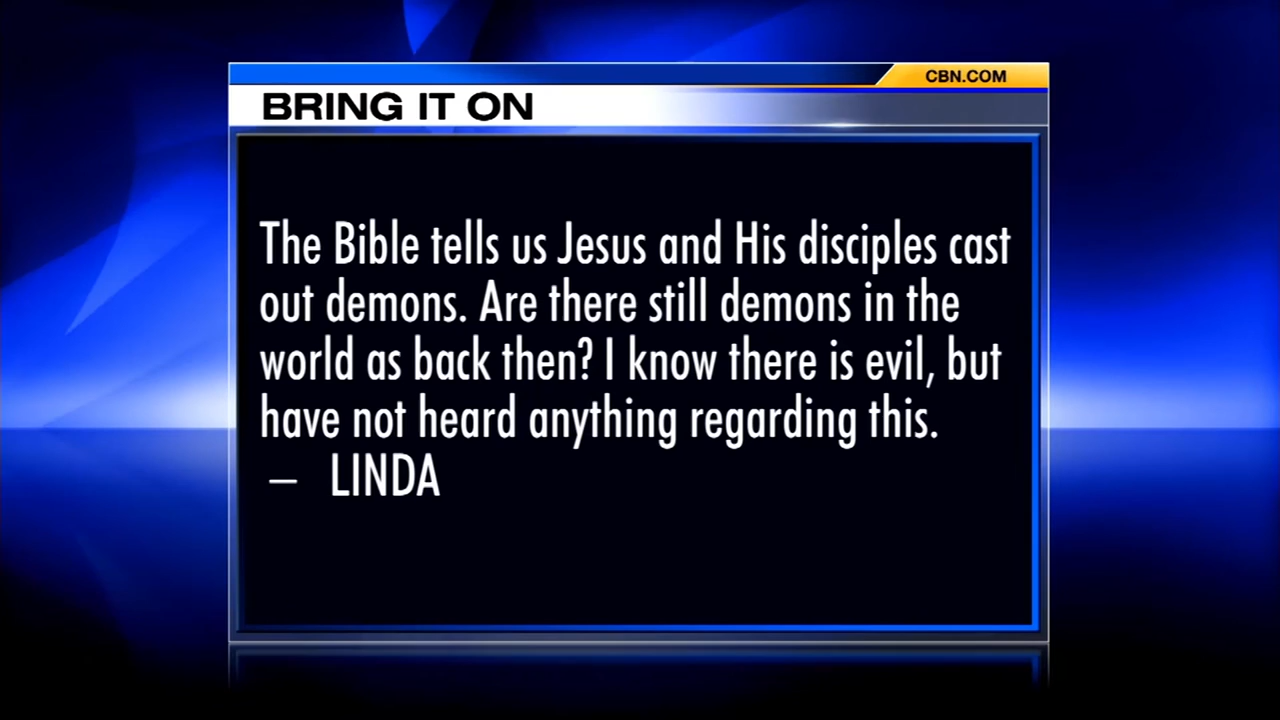 CBN.COM
BRING IT ON
The Bible tells us Jesus and His disciples cast
out demons. Are there still demons in the
world as back then? I know there is evil, but
have not heard anything regarding this.
– LINDA